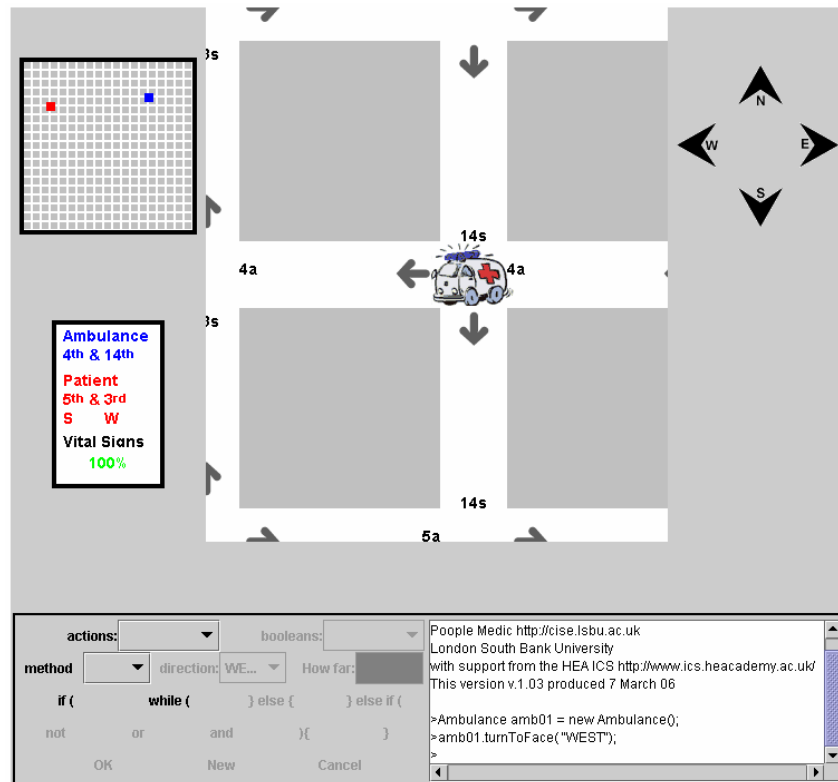 3s
14s
4a
4a
3s
14s
5a
N
W
E
S
Ambulance
4th & 14th
Patient
5th & 3rd
S W
Vital Signs
100%
actions:
booleans:
method
direction: WE...
How far:
if (
while (
} else {
} else if (
not
or
and
){
}
OK
New
Cancel
Poople Medic http://cise.lsbu.ac.uk
London South Bank University
with support from the HEA ICS http://www.ics.heacademy.ac.uk/
This version v.1.03 produced 7 March 06
>Ambulance amb01 = new Ambulance();
>amb01.turnToFace("WEST");
>